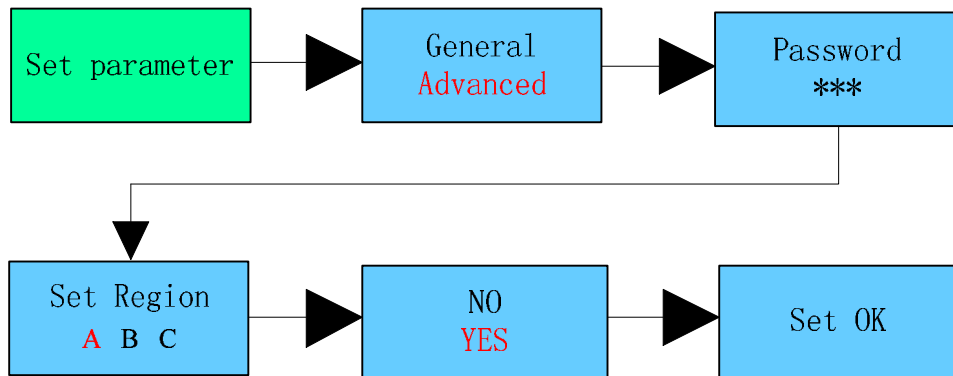 Set parameter
General
Advanced
Password
***
Set Region
A B C
NO
YES
Set OK